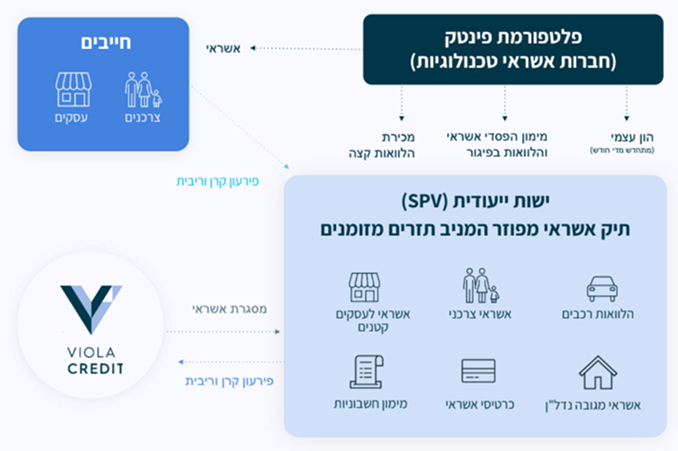 פלטפורמת פינטק
(חברות אשראי טכנולוגיות)
אשראי
חייבים
צרכנים
עסקים
הון עצמי
(מתחדש מדי חודש)
מימון הפסדי אשראי
והלוואות בפיגור
מכירת
הלוואות קצה
פירעון קרן וריבית
ישות ייעודית (SPV)
תיק אשראי מפוזר המניב תזרים מזומנים
הלוואות רכבים
אשראי צרכני
אשראי לעסקים
קטנים
אשראי מגובה נדל"ן
כרטיסי אשראי
מימון חשבוניות
מסגרת אשראי
פירעון קרן וריבית
VIOLA
CREDIT